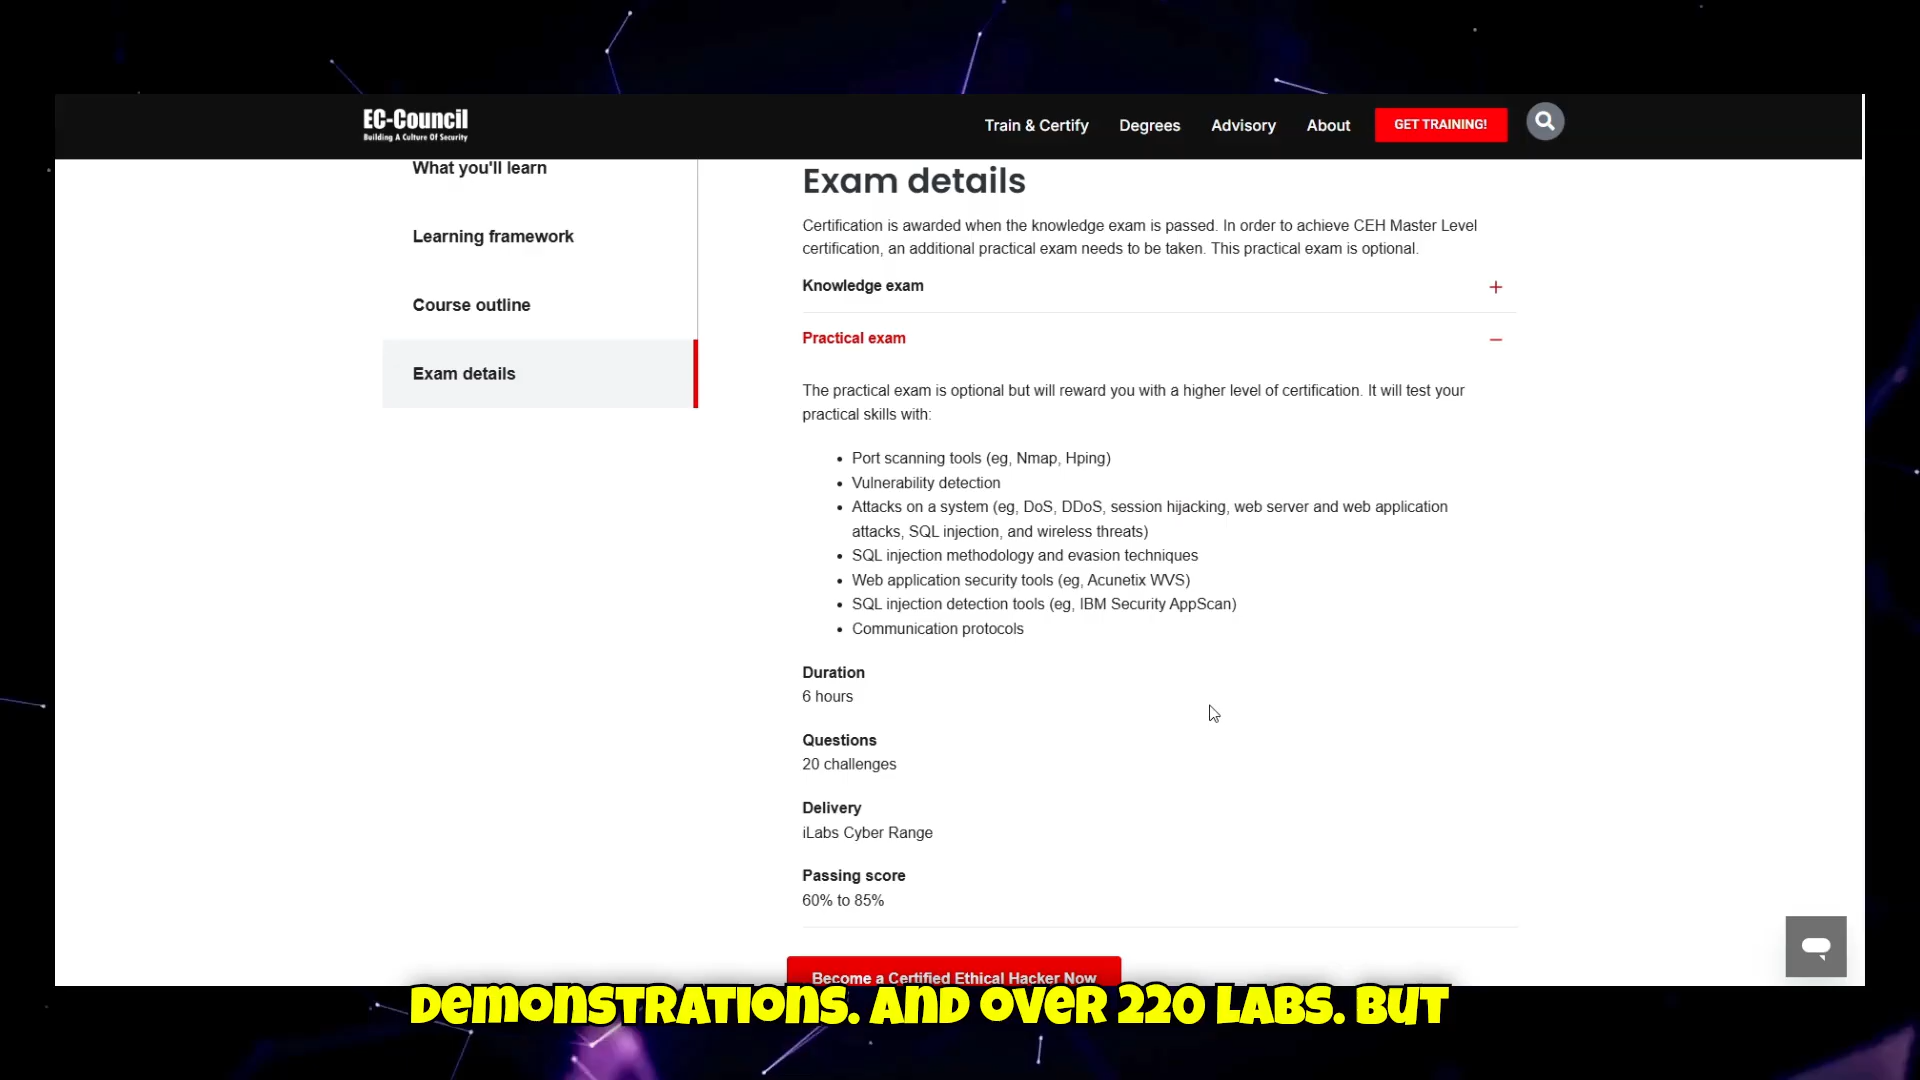 EC-Council
Building A Culture Of Security
Train & Certify
Degrees
Advisory
About
GET TRAINING!
What you'll learn
Learning framework
Course outline
Exam details
Exam details
Certification is awarded when the knowledge exam is passed. In order to achieve CEH Master Level
certification, an additional practical exam needs to be taken. This practical exam is optional.
Knowledge exam
Practical exam
The practical exam is optional but will reward you with a higher level of certification. It will test your
practical skills with:
• Port scanning tools (eg, Nmap, Hping)
• Vulnerability detection
• Attacks on a system (eg, DoS, DDoS, session hijacking, web server and web application
attacks, SQL injection, and wireless threats)
• SQL injection methodology and evasion techniques
• Web application security tools (eg, Acunetix WVS)
• SQL injection detection tools (eg, IBM Security AppScan)
• Communication protocols
Duration
6 hours
Questions
20 challenges
Delivery
iLabs Cyber Range
Passing score
60% to 85%
Become a Certified Ethical Hacker Now
DEMONSTRATIONS. AND OVER 220 LABS. BUT